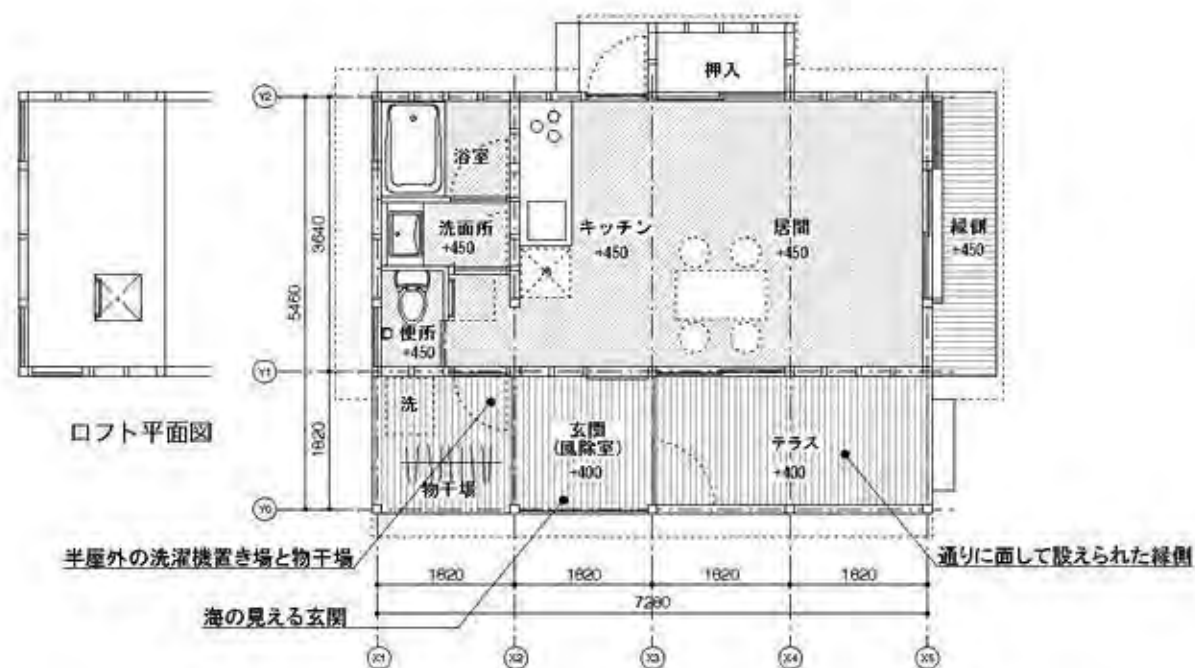 押入
Y2
浴室
洗面所
+450
キッチン
+450
居間
+450
縁側
+450
冷
3640
5460
便所
+450
Y1
洗
玄関
(風除室)
+400
テラス
+400
物干場
1820
Y0
ロフト平面図
半屋外の洗濯機置き場と物干場
通りに面して設えられた縁側
海の見える玄関
1820
1820
1820
1820
7280
X1
X2
X3
X4
X5